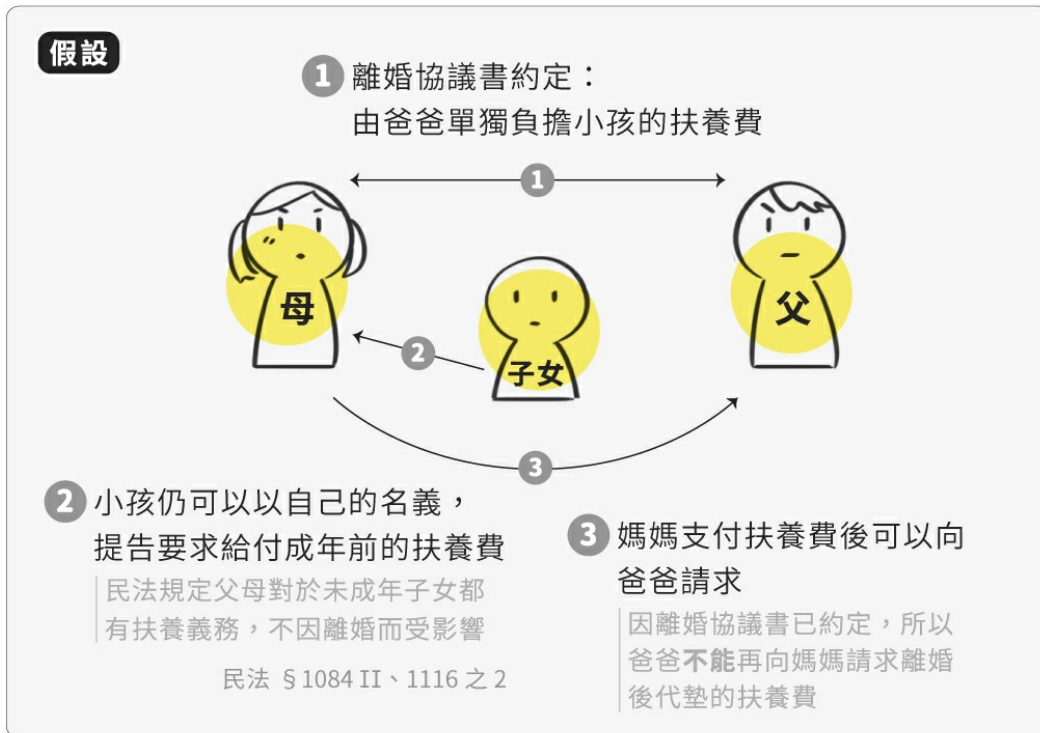 假設
1 離婚協議書約定：
由爸爸單獨負擔小孩的扶養費
1
母
父
子女
2
3
2 小孩仍可以以自己的名義，
提告要求給付成年前的扶養費
民法規定父母對於未成年子女都
有扶養義務，不因離婚而受影響
民法 §1084 II、1116 之 2
3 媽媽支付扶養費後可以向
爸爸請求
因離婚協議書已約定，所以
爸爸不能再向媽媽請求離婚
後代墊的扶養費